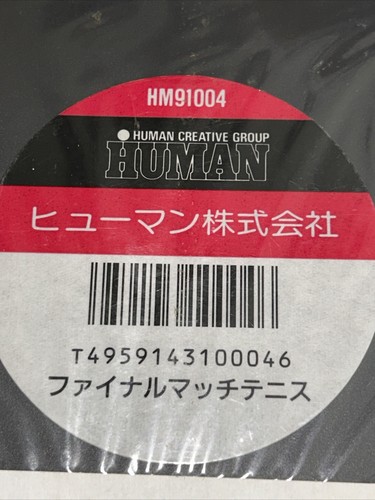 HM91004
HUMAN CREATIVE GROUP
HUMAN
ヒューマン株式会社
T4959143100046
ファイナルマッチテニス